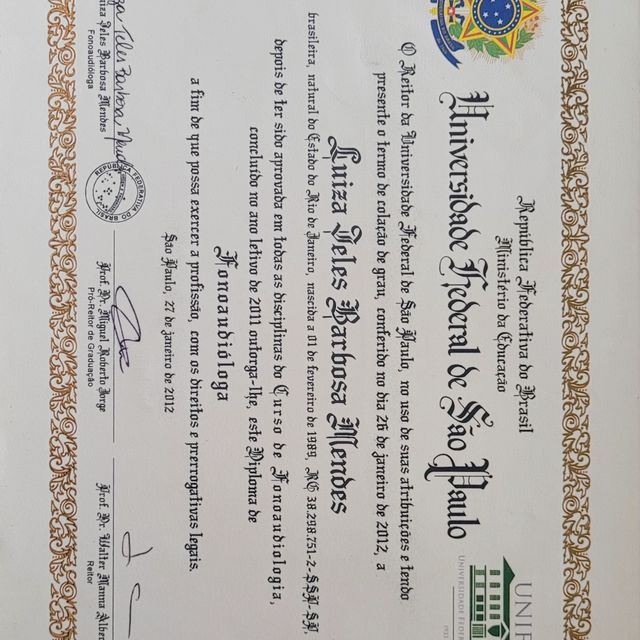 República Federativa do Brasil
Ministério da Educação
Universidade Federal de São Paulo
O Reitor da Universidade Federal de São Paulo, no uso de suas atribuições e tendo
presente o termo de colação de grau, conferido no dia 26 de janeiro de 2012, a
Luiza Teles Barbosa Mendes
brasileira, natural do Estado do Rio de Janeiro, nascida a 01 de fevereiro de 1989, RG 38.298.751-2-SSP-SP,
depois de ter sido aprovada em todas as disciplinas do Curso de Fonoaudiologia,
concluído no ano letivo de 2011 outorga-lhe, este Diploma de
Fonoaudióloga
a fim de que possa exercer a profissão, com os direitos e prerrogativas legais.
São Paulo, 27 de janeiro de 2012
Teles Barbosa
Teles Barbosa Mendes
Fonoaudióloga
REPÚBLICA FEDERATIVA DO BRASIL
Prof. Dr. Miguel Roberto Jorge
Pró-Reitor de Graduação
Prof. Dr. Walter Manna
Reitor